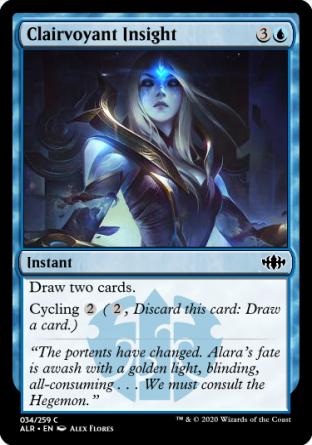 Clairvoyant Insight 3
Instant
Draw two cards.
Cycling 2 ( 2, Discard this card: Draw
a card.)
"The portents have changed. Alara's fate
is awash with a golden light, blinding,
all-consuming . . . We must consult the
Hegemon."
034/259 C
ALR • EN Alex Flores
™ & © 2020 Wizards of the Coast